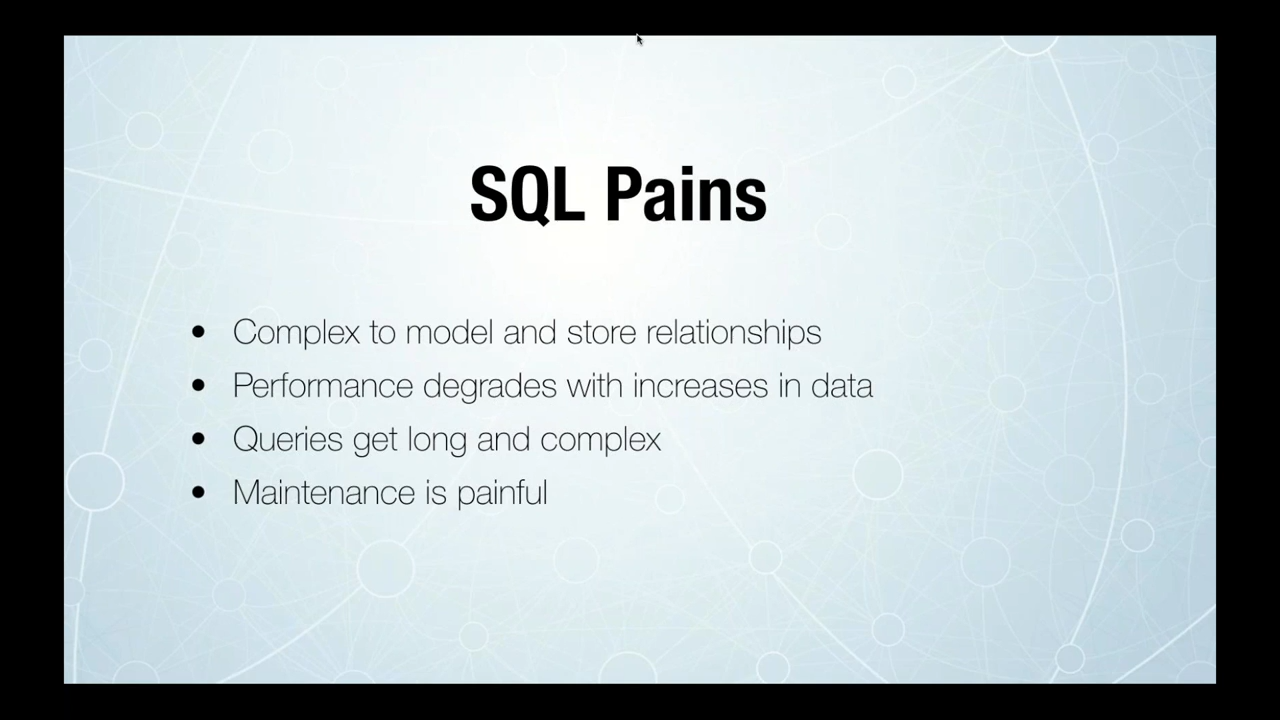 SQL Pains
• Complex to model and store relationships
• Performance degrades with increases in data
• Queries get long and complex
• Maintenance is painful